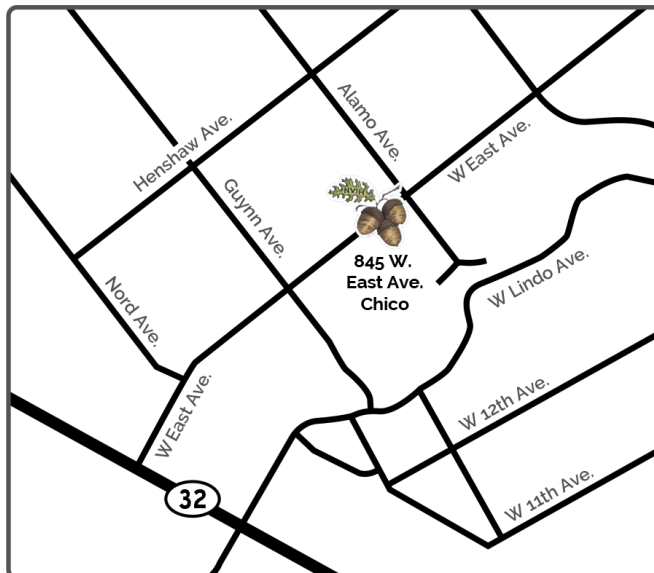 Henshaw Ave.
Alamo Ave.
W East Ave.
Guynn Ave.
845 W.
East Ave.
Chico
Nord Ave.
W Lindo Ave.
W East Ave.
W 12th Ave.
32
W 11th Ave.